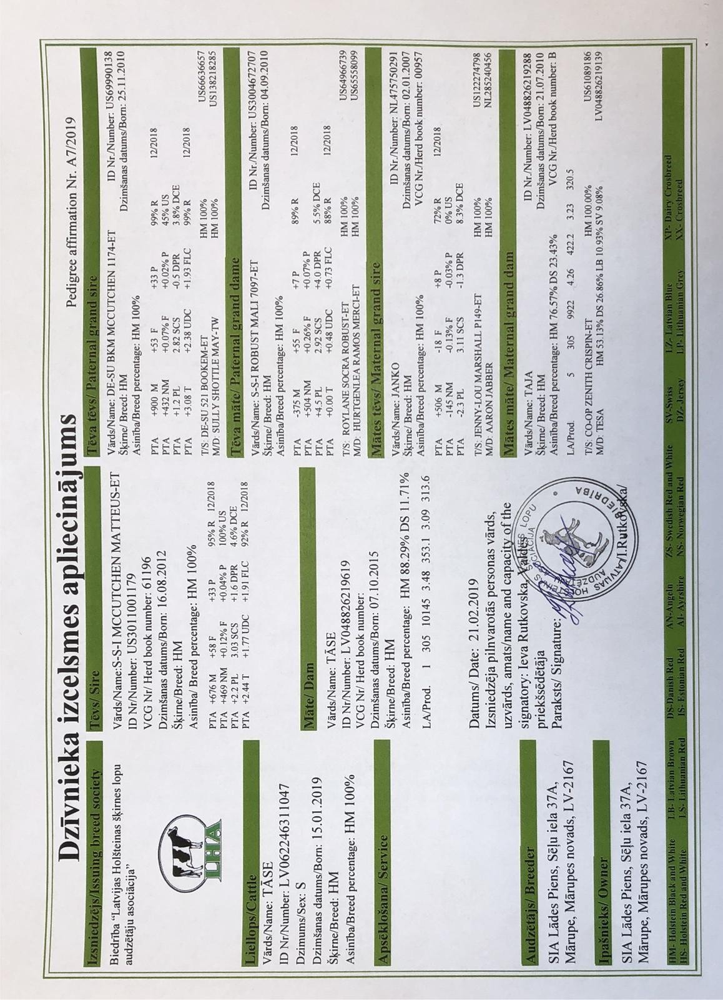 Dzīvnieka izcelsmes apliecinājums
Pedigree affirmation Nr. A7/2019
Izsniedzējs/Issuing breed society
Biedrība "Latvijas Holšteinas šķirnes lopu
audzētāju asociācija"
LHA
Liellops/Cattle
Vārds/Name: TĀSE
ID Nr/Number: LV062246311047
Dzimums/Sex: S
Dzimšanas datums/Born: 15.01.2019
Šķirne/Breed: HM
Asinība/Breed percentage: HM 100%
Apsēklošana/ Service
Audzētājs/ Breeder
SIA Lādes Piens, Sēļu iela 37A,
Mārupe, Mārupes novads, LV-2167
Īpašnieks/ Owner
SIA Lādes Piens, Sēļu iela 37A,
Mārupe, Mārupes novads, LV-2167
Tēvs/ Sire
Vārds/Name:S-S-I MCCUTCHEN MATTEUS-ET
ID Nr/Number: US3011001179
VCG Nr/ Herd book number: 61196
Dzimšanas datums/Born: 16.08.2012
Šķirne/Breed: HM
Asinība/ Breed percentage: HM 100%
PTA +676 M +58 F +33 P 95% R 12/2018
PTA +469 NM +0.12% F +0.04% P 100% US
PTA +2.2 PL 3.03 SCS +1.6 DPR 4.6% DCE
PTA +2.44 T +1.77 UDC +1.91 FLC 92% R 12/2018
Māte/ Dam
Vārds/Name: TĀSE
ID Nr/Number: LV048826219619
VCG Nr/ Herd book number:
Dzimšanas datums/Born: 07.10.2015
Šķirne/Breed: HM
Asinība/Breed percentage: HM 88.29% DS 11.71%
LA/Prod. 1 305 10145 3.48 353.1 3.09 313.6
Datums/ Date: 21.02.2019
Izsniedzēja pilnvarotās personas vārds,
uzvārds, amats/name and capacity of the
signatory: Ieva Rutkovska, Valdes
priekšsēdētāja
Paraksts/ Signature:
/I.Rutkovska/
LATVIJAS HOLŠTEINAS ŠĶIRNES LOPU
AUDZĒTĀJU ASOCIĀCIJA
BIEDRĪBA
Tēva tēvs/ Paternal grand sire
Vārds/Name: DE-SU BKM MCCUTCHEN 1174-ET ID Nr./Number: US69990138
Šķirne/ Breed: HM Dzimšanas datums/Born: 25.11.2010
Asinība/Breed percentage: HM 100%
PTA +900 M +53 F +33 P 99% R 12/2018
PTA +432 NM +0.07% F +0.02% P 45% US
PTA +1.2 PL 2.82 SCS -0.5 DPR 3.8% DCE
PTA +3.08 T +2.38 UDC +1.93 FLC 99% R 12/2018
T/S: DE-SU 521 BOOKEM-ET HM 100% US66636657
M/D: SULLY SHOTTLE MAY-TW HM 100% US138218285
Tēva māte/ Paternal grand dame
Vārds/Name: S-S-I ROBUST MALI 7097-ET ID Nr./Number: US3004672707
Šķirne/ Breed: HM Dzimšanas datums/Born: 04.09.2010
Asinība/Breed percentage: HM 100%
PTA -375 M +55 F +7 P 89% R 12/2018
PTA +504 NM +0.26% F +0.07% P
PTA +4.5 PL 2.92 SCS +4.0 DPR 5.5% DCE
PTA +0.00 T +0.48 UDC +0.73 FLC 88% R 12/2018
T/S: ROYLANE SOCRA ROBUST-ET HM 100% US64966739
M/D: HURTGENLEA RAMOS MERCI-ET HM 100% US65558099
Mātes tēvs/ Maternal grand sire
Vārds/Name: JANKO ID Nr./Number: NL475750291
Šķirne/ Breed: HM Dzimšanas datums/Born: 02.01.2007
Asinība/Breed percentage: HM 100% VCG Nr./Herd book number: 00957
PTA +506 M -18 F +8 P 72% R 12/2018
PTA -145 NM -0.13% F -0.03% P 0% US
PTA -2.3 PL 3.11 SCS -1.3 DPR 8.3% DCE
T/S: JENNY-LOU MARSHALL P149-ET HM 100% US122274798
M/D: AARON JABBER HM 100% NL285240456
Mātes māte/ Maternal grand dam
Vārds/Name: TAJA ID Nr./Number: LV048826219288
Šķirne/Breed: HM Dzimšanas datums/Born: 21.07.2010
Asinība/Breed percentage: HM 76.57% DS 23.43% VCG Nr./Herd book number: B
LA/Prod. 5 305 9922 4.26 422.2 3.23 320.5
T/S: CO-OP ZENITH CRISPIN-ET HM 100.00% US61089186
M/D: TESA HM 53.13% DS 26.86% LB 10.93% SV 9.08% LV048826219139
HM- Holstein Black and White LB- Latvian Brown DS-Danish Red AN-Angeln ZS- Swedish Red and White SV-Swiss LZ- Latvian Blue XP- Dairy Crosbreed
HS- Holstein Red and White LS- Lithuanian Red IS- Estonian Red AJ- Ayrshire NS- Norwegian Red DZ- Jersey LP- Lithuanian Grey XX- Crosbreed